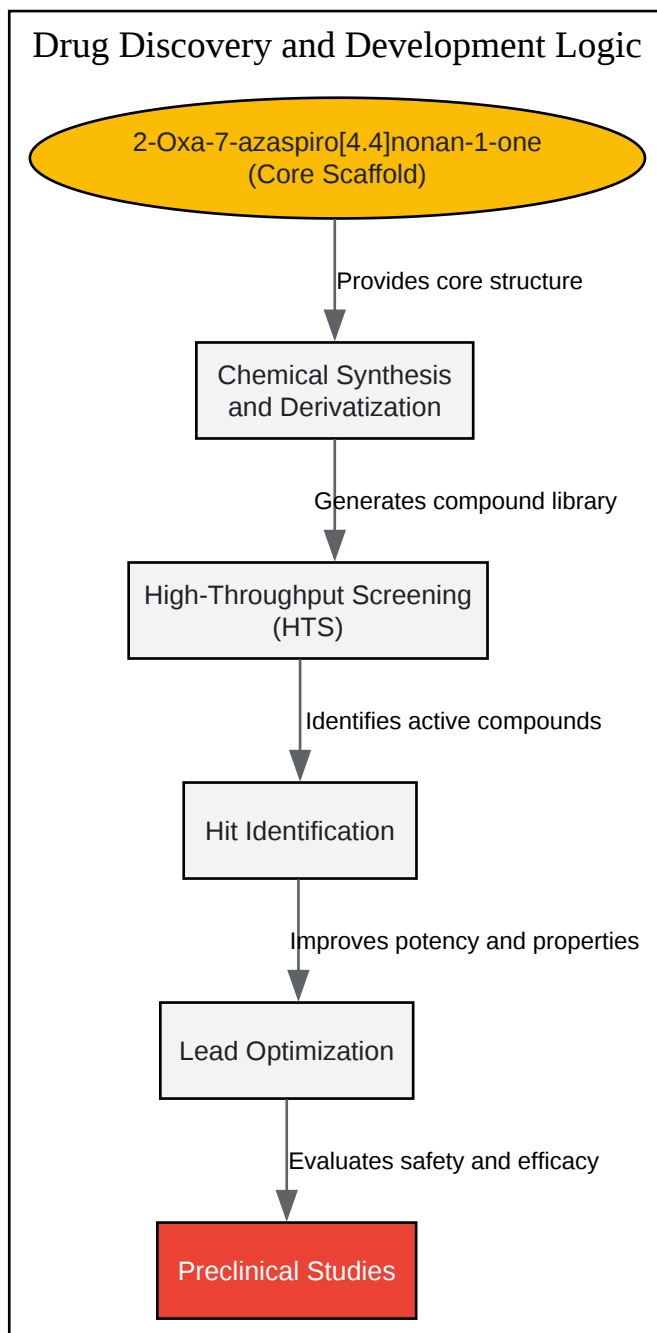 Drug Discovery and Development Logic
2-Oxa-7-azaspiro[4.4]nonan-1-one
(Core Scaffold)
Provides core structure
Chemical Synthesis
and Derivatization
Generates compound library
High-Throughput Screening
(HTS)
Identifies active compounds
Hit Identification
Improves potency and properties
Lead Optimization
Evaluates safety and efficacy
Preclinical Studies